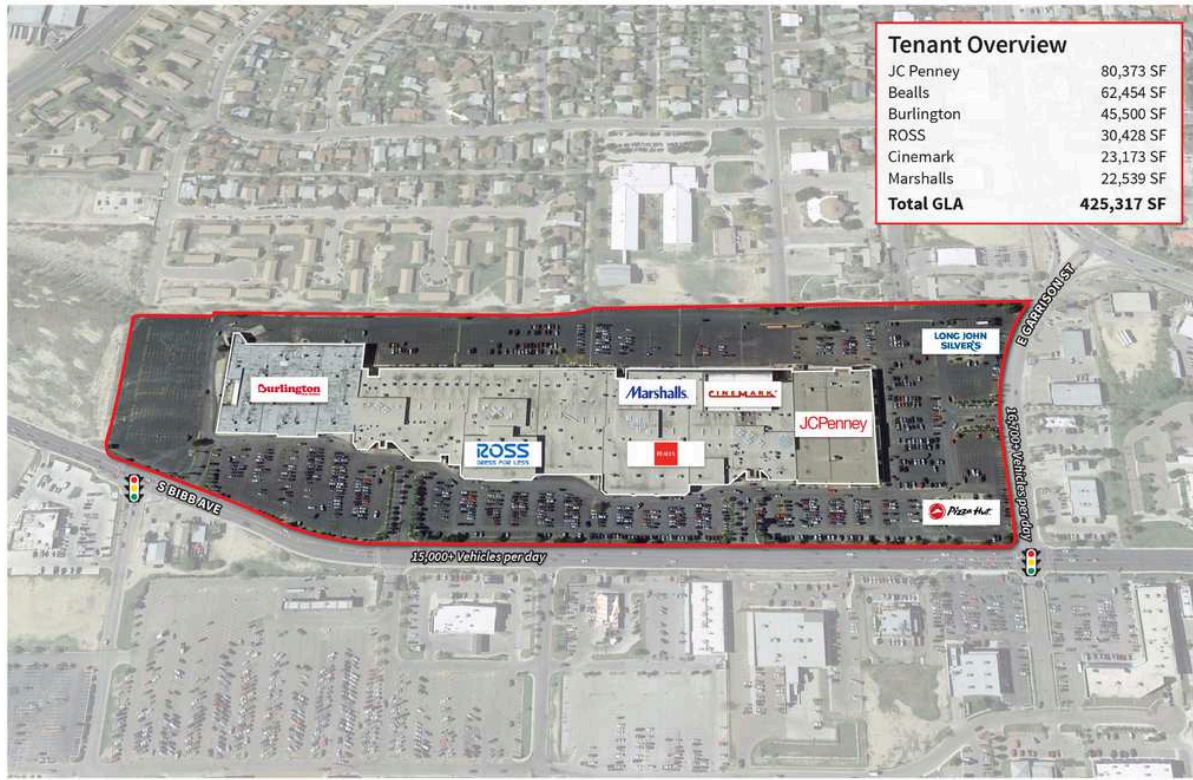 Tenant Overview
JC Penney 80,373 SF
Bealls 62,454 SF
Burlington 45,500 SF
ROSS 30,428 SF
Cinemark 23,173 SF
Marshalls 22,539 SF
Total GLA 425,317 SF
E GARRISON ST
LONG JOHN
SILVER'S
Burlington
Marshalls
CINEMARK
JCPenney
ROSS
DRESS FOR LESS
BEALLS
16,700+ Vehicles per day
Pizza Hut
S BIBB AVE
15,000+ Vehicles per day